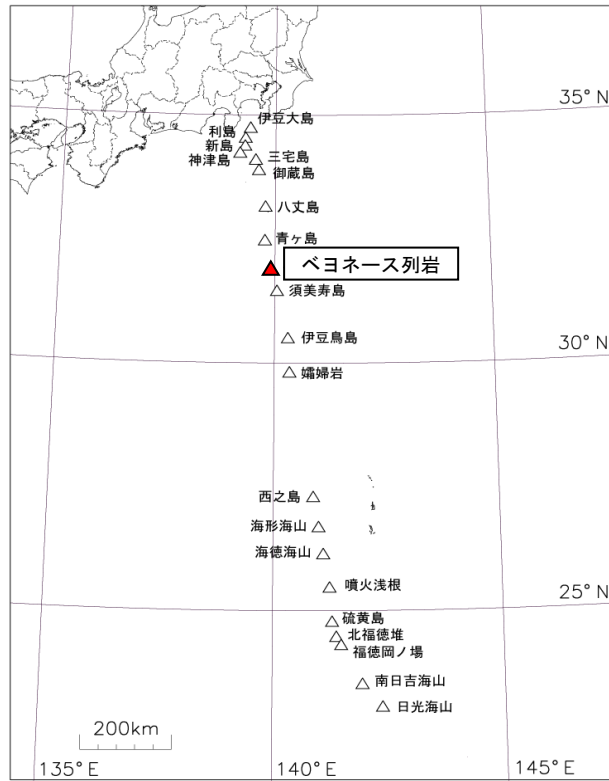 35° N
伊豆大島
利島
新島
神津島
三宅島
御蔵島
八丈島
青ヶ島
ベヨネース列岩
須美寿島
伊豆鳥島
30° N
孀婦岩
西之島
海形海山
海徳海山
噴火浅根
25° N
硫黄島
北福徳堆
福徳岡ノ場
南日吉海山
日光海山
200km
135° E
140° E
145° E